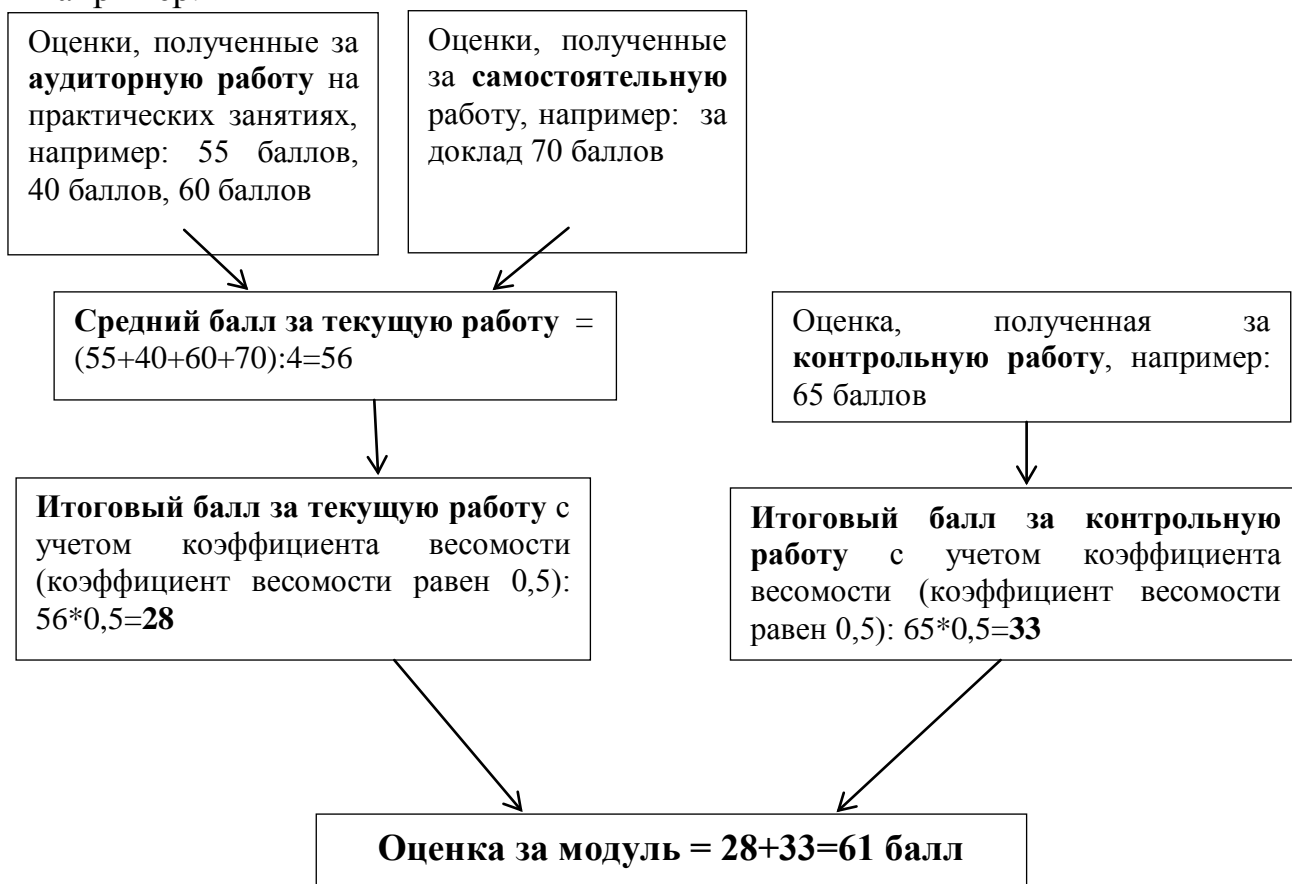 Оценки, полученные за
аудиторную работу на
практических занятиях,
например: 55 баллов,
40 баллов, 60 баллов
Оценки, полученные
за самостоятельную
работу, например: за
доклад 70 баллов
Средний балл за текущую работу =
(55+40+60+70):4=56
Оценка, полученная за
контрольную работу, например:
65 баллов
Итоговый балл за текущую работу с
учетом коэффициента весомости
(коэффициент весомости равен 0,5):
56*0,5=28
Итоговый балл за контрольную
работу с учетом коэффициента
весомости (коэффициент весомости
равен 0,5): 65*0,5=33
Оценка за модуль = 28+33=61 балл